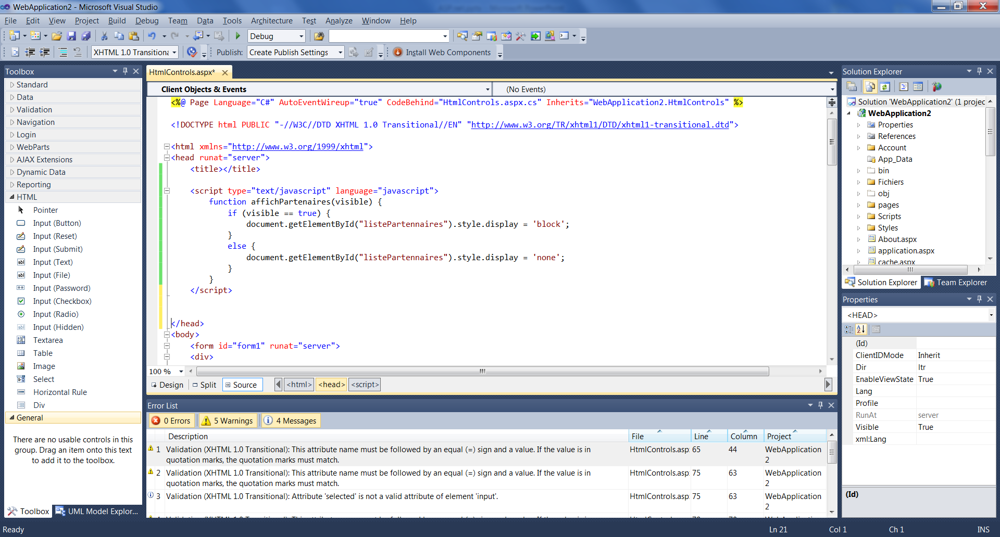 WebApplication2 - Microsoft Visual Studio
File Edit View Project Build Debug Team Data Tools Architecture Test Analyze Window Help
Debug
XHTML 1.0 Transitiona Publish: Create Publish Settings Install Web Components
Toolbox
Standard
Data
Validation
Navigation
Login
WebParts
AJAX Extensions
Dynamic Data
Reporting
HTML
Pointer
Input (Button)
Input (Reset)
Input (Submit)
Input (Text)
Input (File)
Input (Password)
Input (Checkbox)
Input (Radio)
Input (Hidden)
Textarea
Table
Image
Select
Horizontal Rule
Div
General
There are no usable controls in this
group. Drag an item onto this text
to add it to the toolbox.
Toolbox UML Model Explor...
HtmlControls.aspx*
Client Objects & Events (No Events)
<%@ Page Language="C#" AutoEventWireup="true" CodeBehind="HtmlControls.aspx.cs" Inherits="WebApplication2.HtmlControls" %>
<!DOCTYPE html PUBLIC "-//W3C//DTD XHTML 1.0 Transitional//EN" "http://www.w3.org/TR/xhtml1/DTD/xhtml1-transitional.dtd">
<html xmlns="http://www.w3.org/1999/xhtml">
<head runat="server">
<title></title>
<script type="text/javascript" language="javascript">
function affichPartenaires(visible) {
if (visible == true) {
document.getElementById("listePartennaires").style.display = 'block';
}
else {
document.getElementById("listePartennaires").style.display = 'none';
}
}
</script>
</head>
<body>
<form id="form1" runat="server">
<div>
100 %
Design Split Source <html> <head> <script>
Error List
0 Errors 5 Warnings 4 Messages
Description File Line Column Project
1 Validation (XHTML 1.0 Transitional): This attribute name must be followed by an equal (=) sign and a value. If the value is in HtmlControls.asp 65 44 WebApplication
quotation marks, the quotation marks must match. 2
2 Validation (XHTML 1.0 Transitional): This attribute name must be followed by an equal (=) sign and a value. If the value is in HtmlControls.asp 75 63 WebApplication
quotation marks, the quotation marks must match. 2
3 Validation (XHTML 1.0 Transitional): Attribute 'selected' is not a valid attribute of element 'input'. HtmlControls.asp 75 63 WebApplication
2
Solution Explorer
Solution 'WebApplication2' (1 projec
WebApplication2
Properties
References
Account
App_Data
bin
Fichiers
obj
pages
Scripts
Styles
About.aspx
application.aspx
cache.aspx
Solution Explorer Team Explorer
Properties
<HEAD>
(Id)
ClientIDMode Inherit
Dir ltr
EnableViewState True
Lang
Profile
RunAt server
Visible True
xml:Lang
(Id)
Ready Ln 21 Col 1 Ch 1 INS